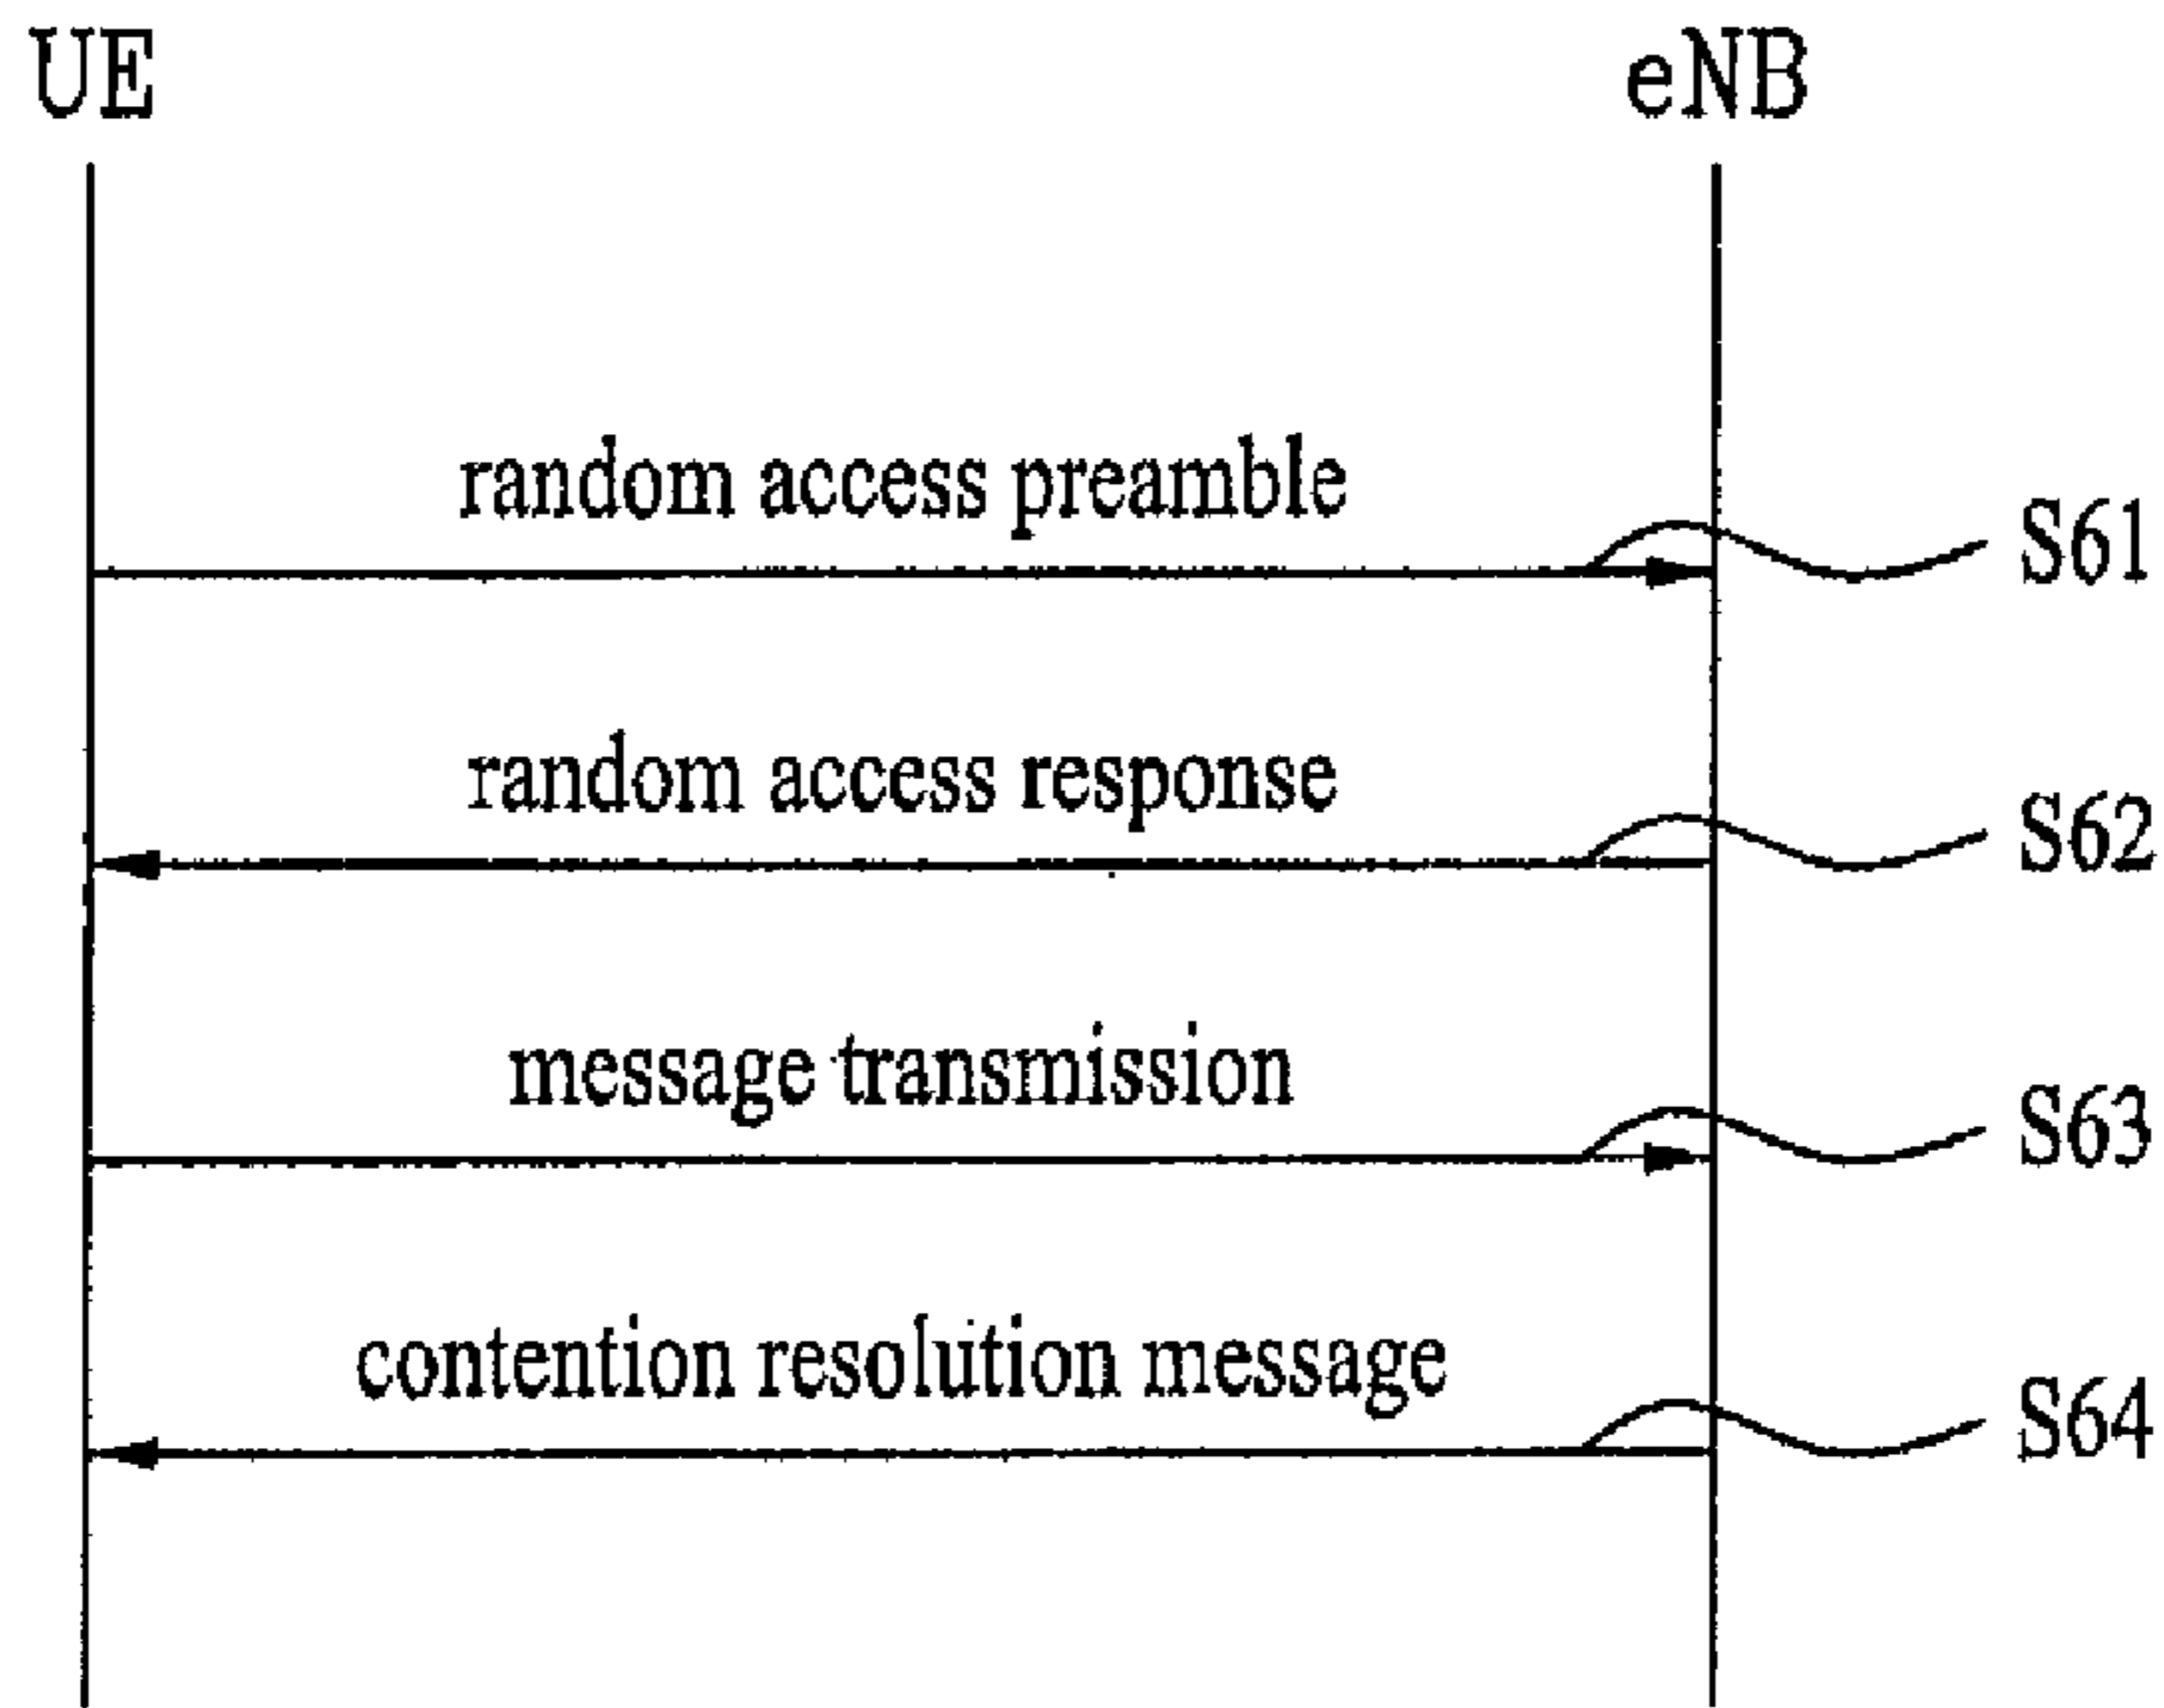 UE eNB
random access preamble
S61
random access response
S62
message transmission
S63
contention resolution message
S64